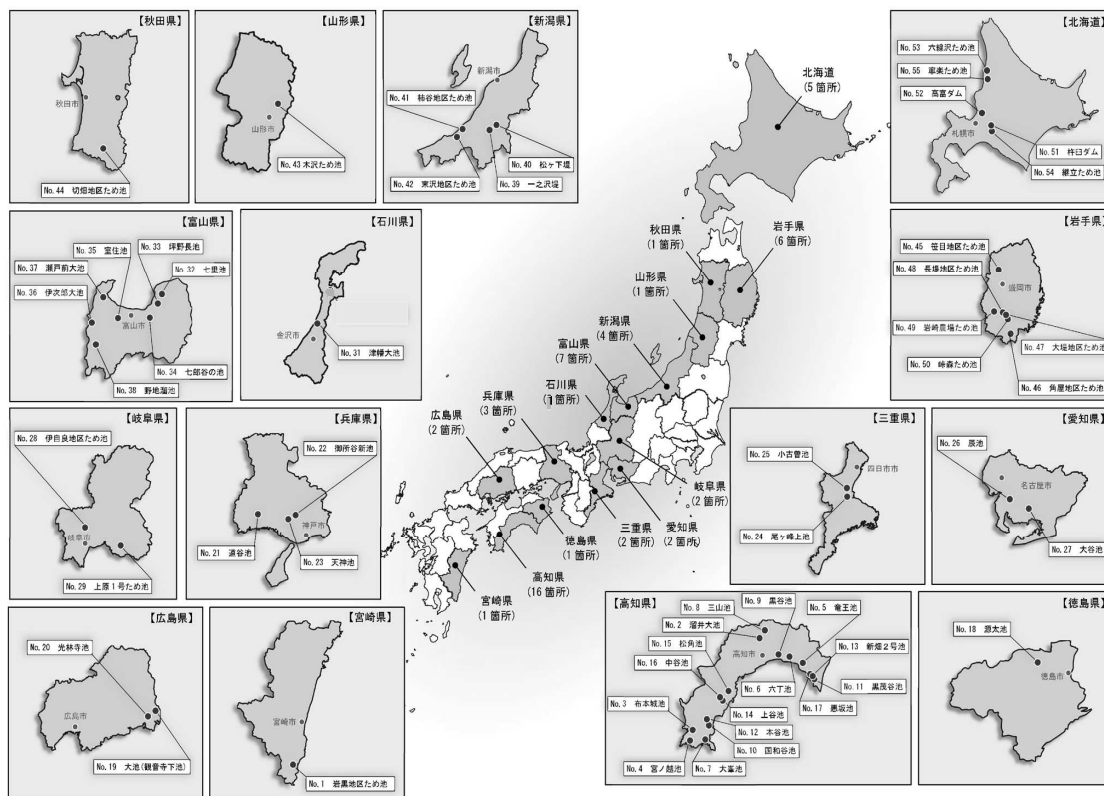 【秋田県】
秋田市
No.44 切畑地区ため池
【山形県】
山形市
No.43 木沢ため池
【新潟県】
新潟市
No.41 柿谷地区ため池
No.40 松ヶ下堤
No.42 東沢地区ため池
No.39 一之沢堤
【北海道】
No.53 六線沢ため池
No.55 車楽ため池
No.52 高富ダム
札幌市
No.51 杵臼ダム
No.54 継立ため池
【富山県】
No.35 室住池
No.33 坪野長池
No.37 瀬戸前大池
No.32 七里池
No.36 伊次郎大池
富山市
No.34 七郎谷の池
No.38 野地溜池
【石川県】
金沢市
No.31 津幡大池
【岩手県】
No.45 笹目地区ため池
No.48 長場地区ため池
盛岡市
No.49 岩崎農場ため池
No.47 大堤地区ため池
No.50 峠森ため池
No.46 角屋地区ため池
北海道
(5箇所)
秋田県
(1箇所)
岩手県
(6箇所)
山形県
(1箇所)
新潟県
(4箇所)
富山県
(7箇所)
石川県
(1箇所)
兵庫県
(3箇所)
広島県
(2箇所)
岐阜県
(2箇所)
愛知県
(2箇所)
三重県
(2箇所)
徳島県
(1箇所)
高知県
(16箇所)
宮崎県
(1箇所)
【岐阜県】
No.28 伊自良地区ため池
岐阜市
No.29 上原1号ため池
【兵庫県】
No.22 御所谷新池
神戸市
No.21 道谷池
No.23 天神池
【三重県】
No.25 小古曽池
四日市市
No.24 尾ヶ峰上池
【愛知県】
No.26 辰池
名古屋市
No.27 大谷池
【広島県】
No.20 光林寺池
広島市
No.19 大池(観音寺下池)
【宮崎県】
宮崎市
No.1 岩黒地区ため池
【高知県】
No.9 黒谷池
No.8 三山池
No.5 竜王池
No.2 溜井大池
No.15 松角池
No.13 新畑2号池
高知市
No.16 中谷池
No.11 黒茂谷池
No.6 六丁池
No.17 悪坂池
No.3 布本城池
No.14 上谷池
No.12 本谷池
No.10 国和谷池
No.4 宮ノ越池
No.7 大峯池
【徳島県】
No.18 源太池
徳島市